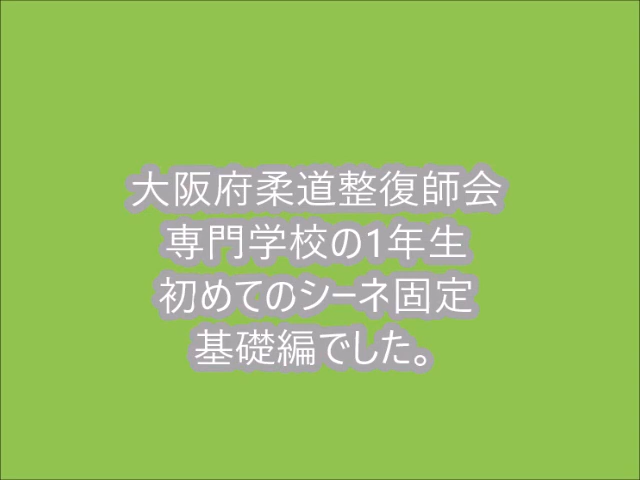 大阪府柔道整復師会
専門学校の1年生
初めてのシーネ固定
基礎編でした。